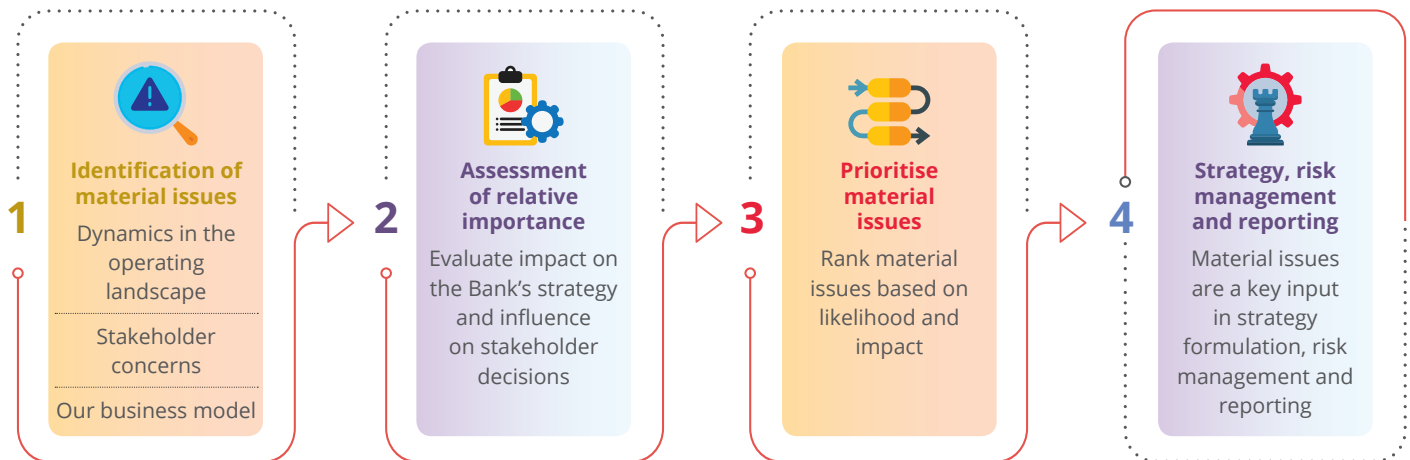 1
Identification of
material issues
Dynamics in the
operating
landscape
Stakeholder
concerns
Our business model
2
Assessment
of relative
importance
Evaluate impact on
the Bank’s strategy
and influence
on stakeholder
decisions
3
Prioritise
material
issues
Rank material
issues based on
likelihood and
impact
4
Strategy, risk
management
and reporting
Material issues
are a key input
in strategy
formulation, risk
management and
reporting